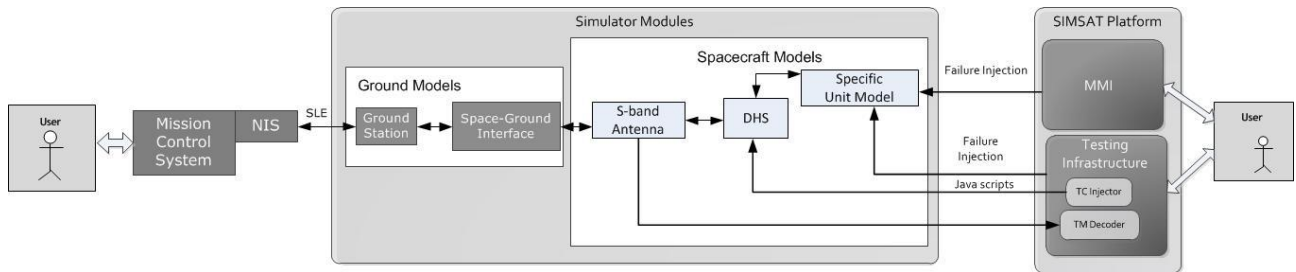 Simulator Modules
SIMSAT Platform
Spacecraft Models
Ground Models
User
Mission
Control
System
NIS
SLE
Ground
Station
Space-Ground
Interface
S-band
Antenna
DHS
Specific
Unit Model
Failure Injection
MMI
User
Failure
Injection
Java scripts
Testing
Infrastructure
TC Injector
TM Decoder